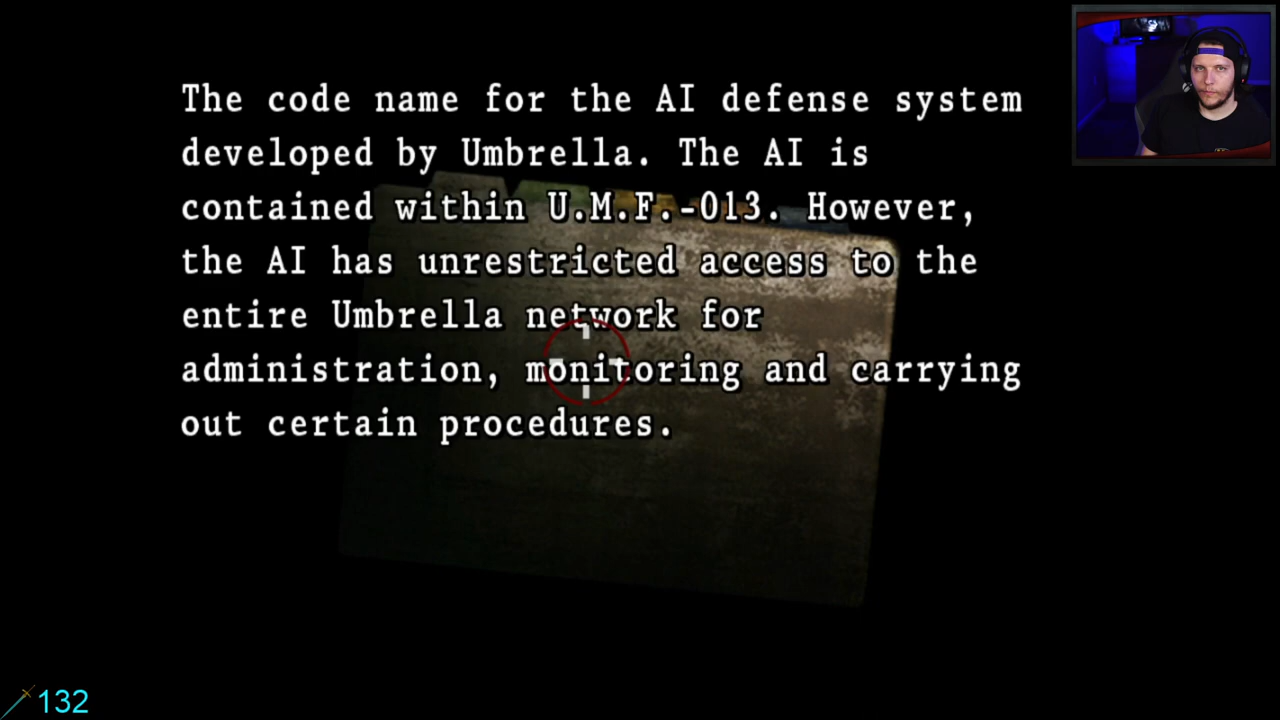 The code name for the AI defense system
developed by Umbrella. The AI is
contained within U.M.F.-013. However,
the AI has unrestricted access to the
entire Umbrella network for
administration, monitoring and carrying
out certain procedures.
132